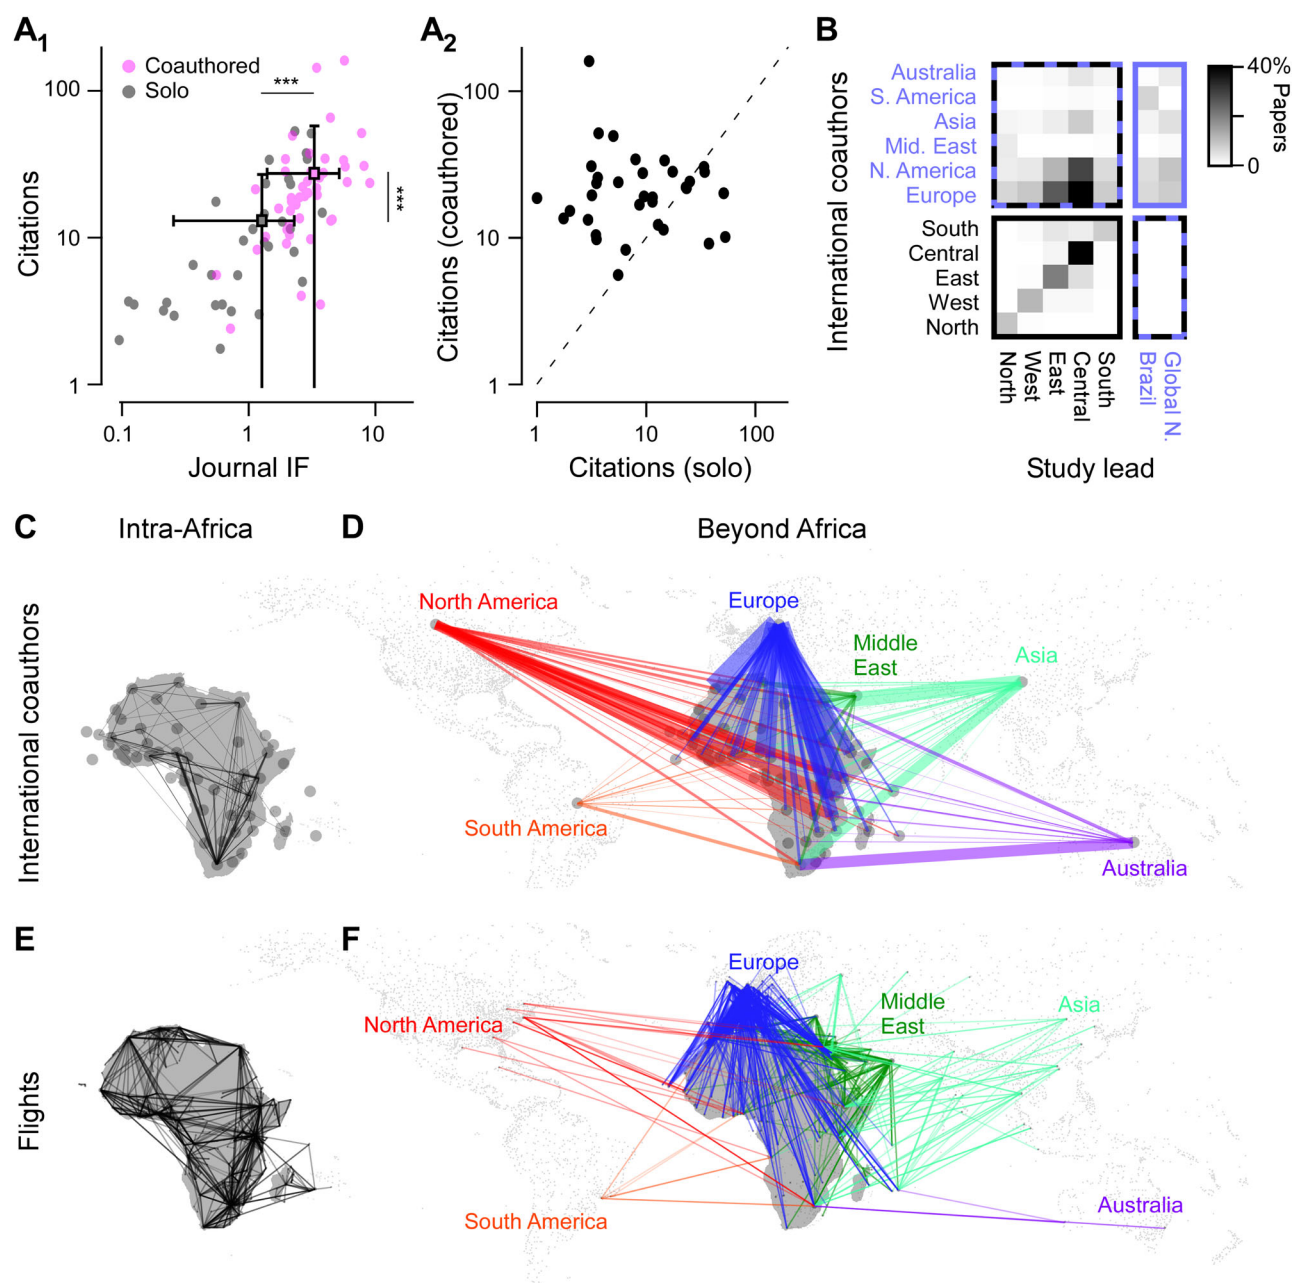 A1
Coauthored
Solo
***
***
100
10
1
Citations
0.1
1
10
Journal IF
A2
100
10
1
Citations (coauthored)
1
10
100
Citations (solo)
B
International coauthors
Australia
S. America
Asia
Mid. East
N. America
Europe
South
Central
East
West
North
North
West
East
Central
South
Brazil
Global N.
Study lead
40%
0
Papers
C
Intra-Africa
International coauthors
D
Beyond Africa
North America
Europe
Middle
East
Asia
South America
Australia
E
Flights
F
Europe
North America
Middle
East
Asia
South America
Australia